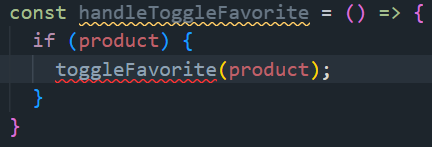 const handleToggleFavorite = () => {
if (product) {
toggleFavorite(product);
}
}